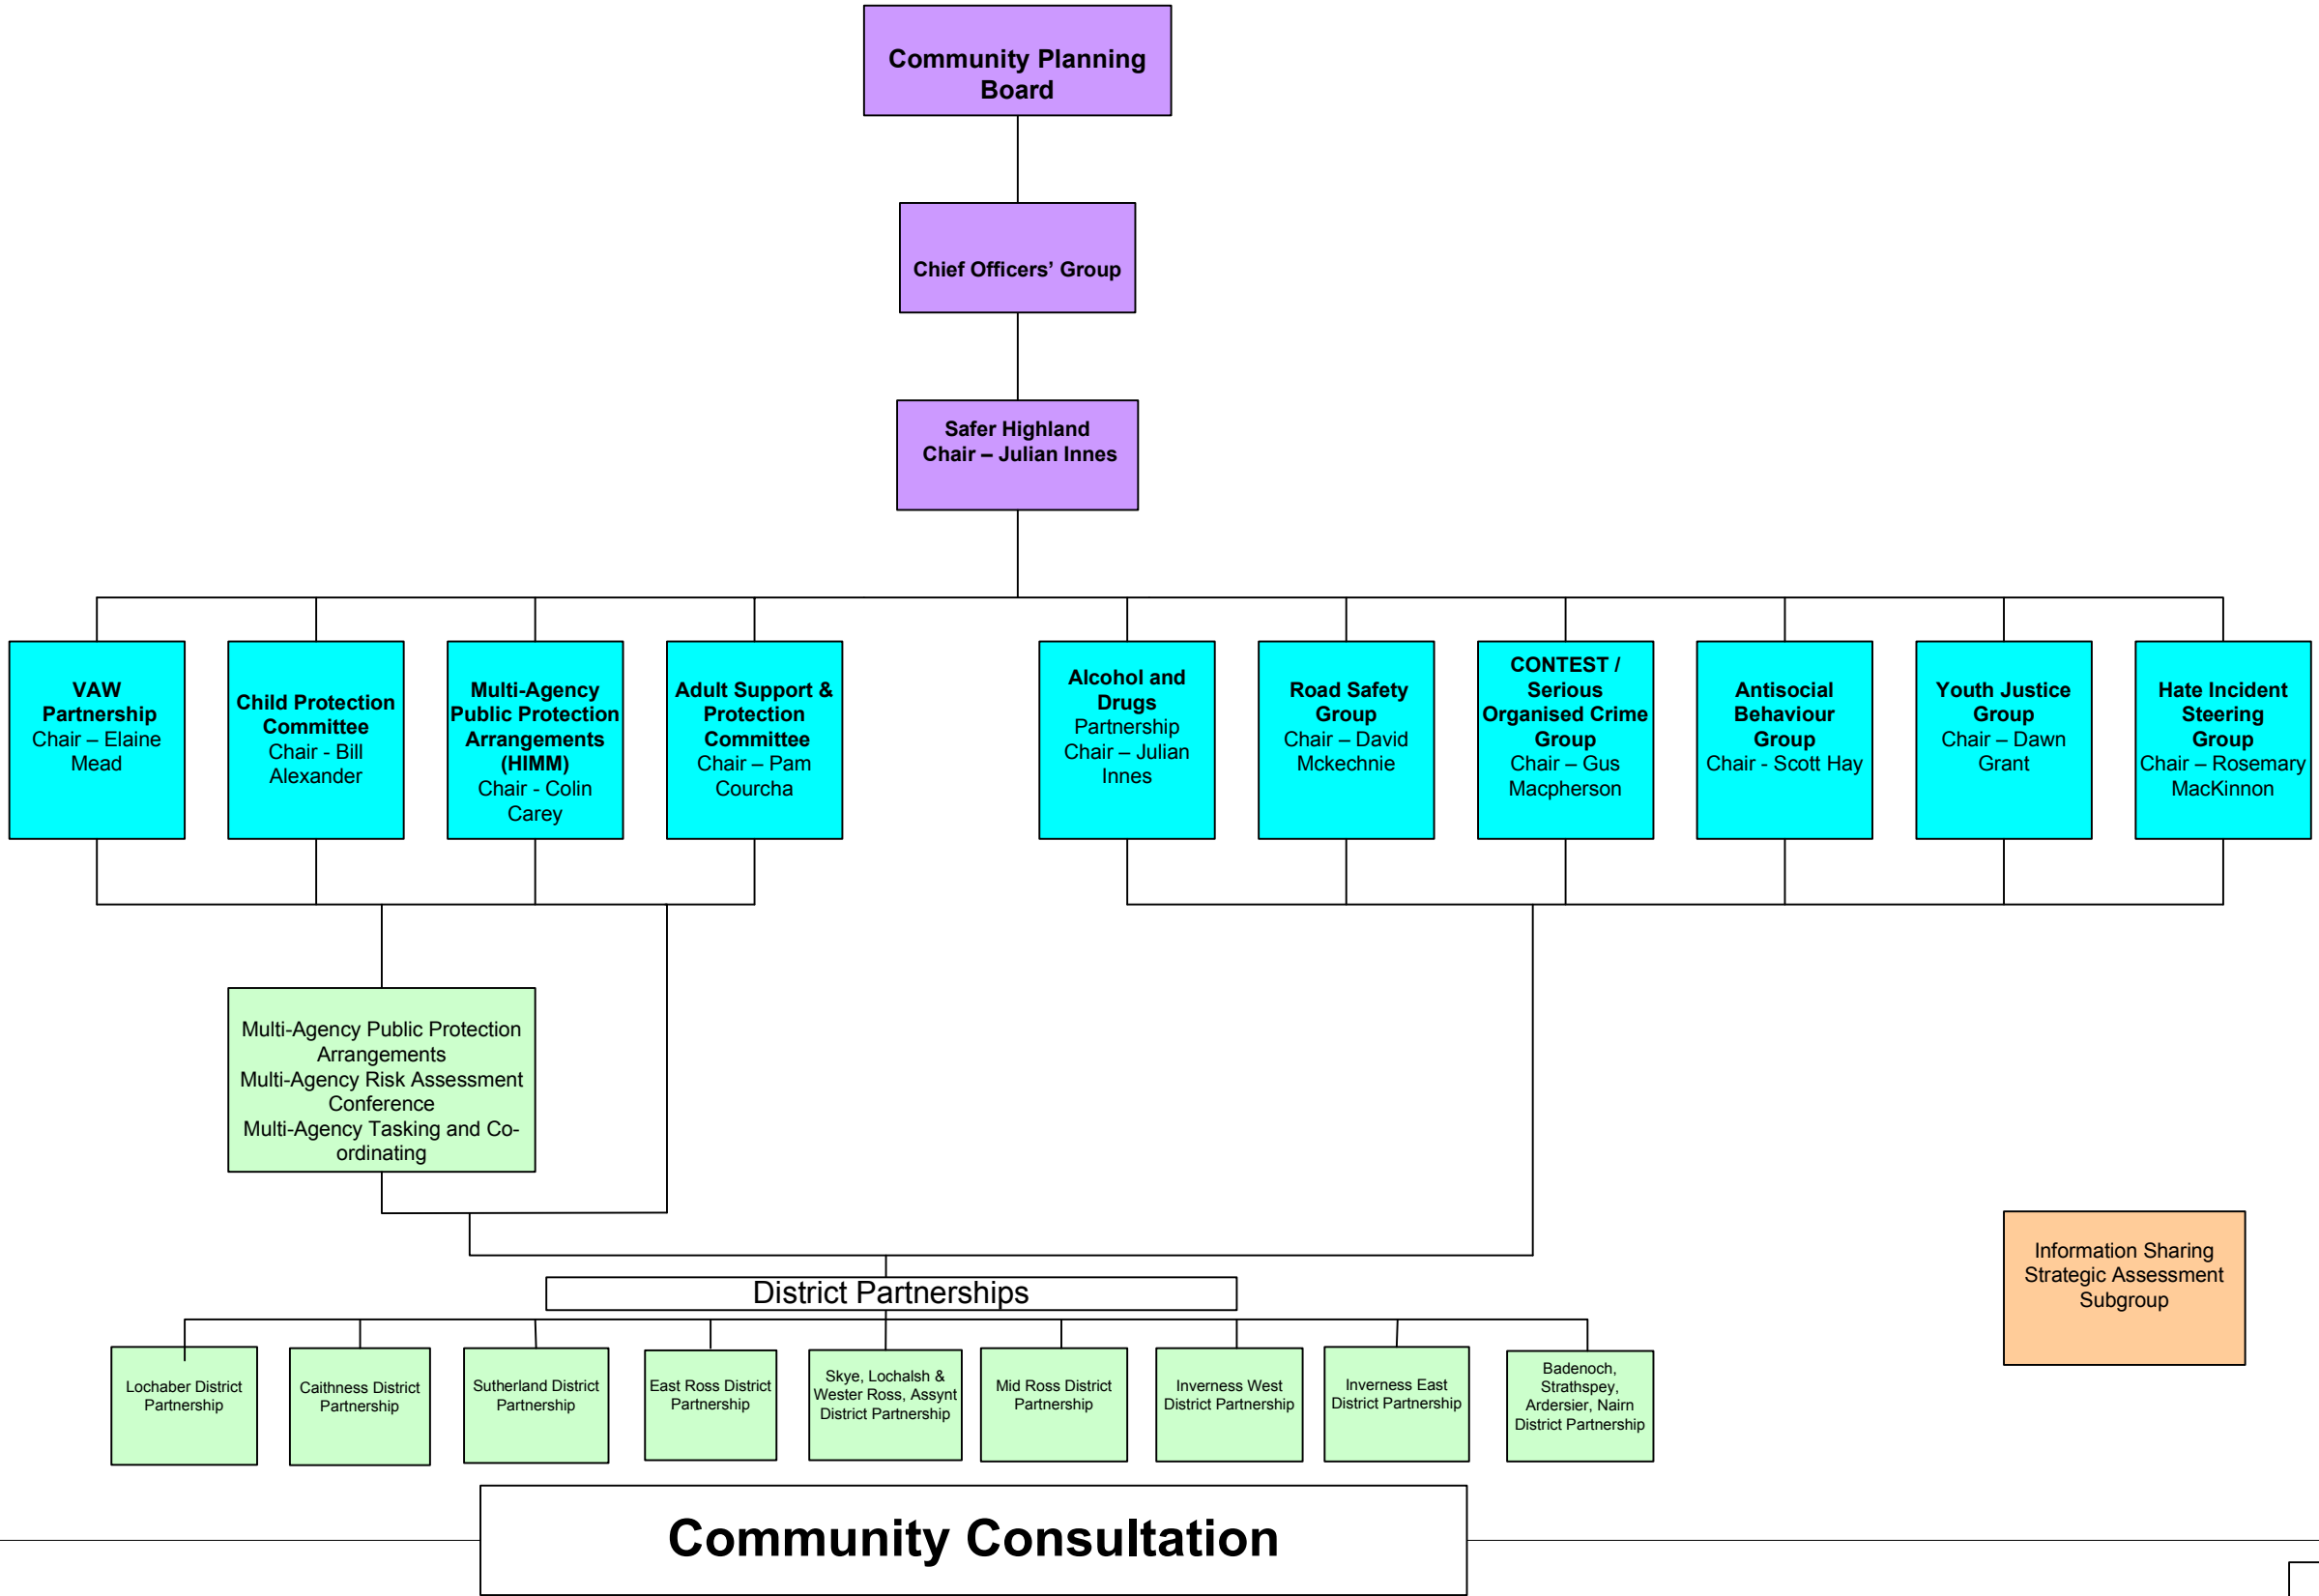 Community Planning
Board
Chief Officers’ Group
Safer Highland
Chair – Julian Innes
VAW
Partnership
Chair – Elaine
Mead
Child Protection
Committee
Chair - Bill
Alexander
Multi-Agency
Public Protection
Arrangements
(HIMM)
Chair - Colin
Carey
Adult Support &
Protection
Committee
Chair – Pam
Courcha
Alcohol and
Drugs
Partnership
Chair – Julian
Innes
Road Safety
Group
Chair – David
Mckechnie
CONTEST /
Serious
Organised Crime
Group
Chair – Gus
Macpherson
Antisocial
Behaviour
Group
Chair - Scott Hay
Youth Justice
Group
Chair – Dawn
Grant
Hate Incident
Steering
Group
Chair – Rosemary
MacKinnon
Multi-Agency Public Protection
Arrangements
Multi-Agency Risk Assessment
Conference
Multi-Agency Tasking and Co-
ordinating
Information Sharing
Strategic Assessment
Subgroup
District Partnerships
Lochaber District
Partnership
Caithness District
Partnership
Sutherland District
Partnership
East Ross District
Partnership
Skye, Lochalsh &
Wester Ross, Assynt
District Partnership
Mid Ross District
Partnership
Inverness West
District Partnership
Inverness East
District Partnership
Badenoch,
Strathspey,
Ardersier, Nairn
District Partnership
Community Consultation